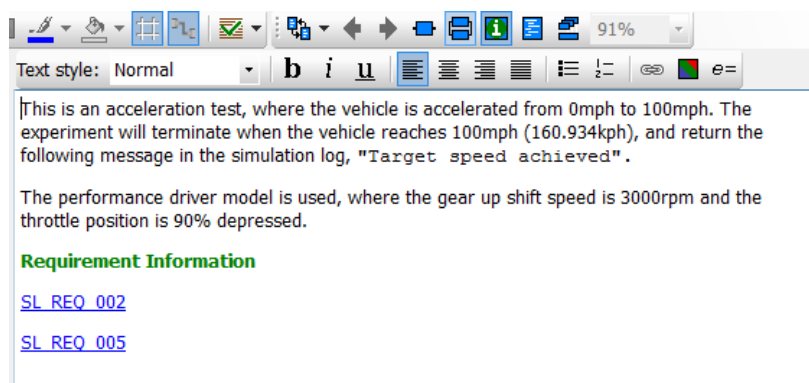 91%
Text style: Normal b i u e=
This is an acceleration test, where the vehicle is accelerated from 0mph to 100mph. The
experiment will terminate when the vehicle reaches 100mph (160.934kph), and return the
following message in the simulation log, "Target speed achieved".
The performance driver model is used, where the gear up shift speed is 3000rpm and the
throttle position is 90% depressed.
Requirement Information
SL_REQ_002
SL_REQ_005